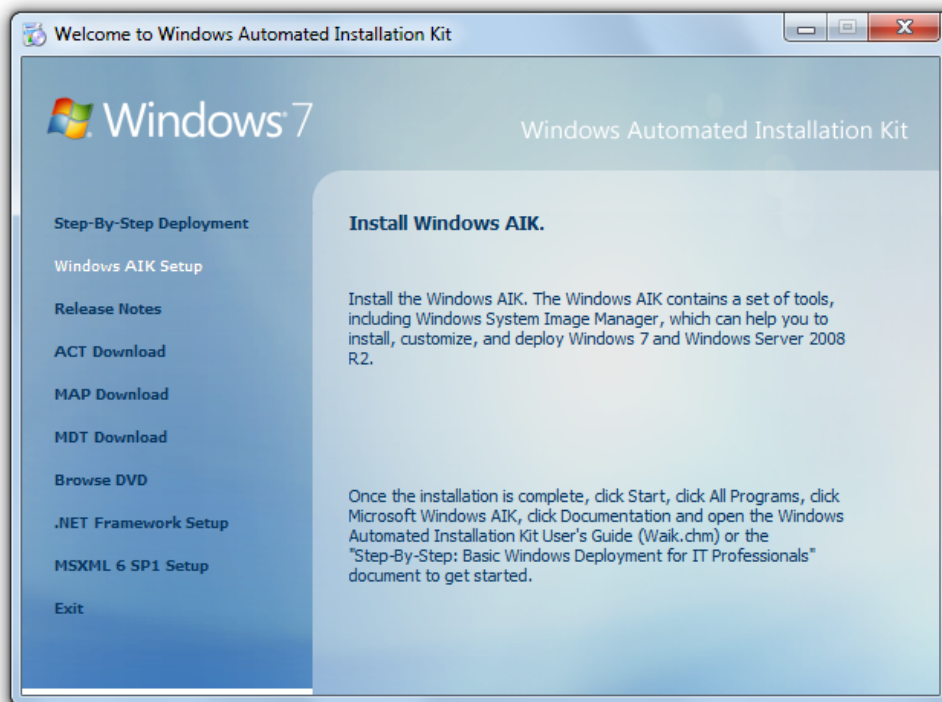 Welcome to Windows Automated Installation Kit
Windows 7
Windows Automated Installation Kit
Step-By-Step Deployment
Windows AIK Setup
Release Notes
ACT Download
MAP Download
MDT Download
Browse DVD
.NET Framework Setup
MSXML 6 SP1 Setup
Exit
Install Windows AIK.
Install the Windows AIK. The Windows AIK contains a set of tools,
including Windows System Image Manager, which can help you to
install, customize, and deploy Windows 7 and Windows Server 2008
R2.
Once the installation is complete, click Start, click All Programs, click
Microsoft Windows AIK, click Documentation and open the Windows
Automated Installation Kit User's Guide (Waik.chm) or the
"Step-By-Step: Basic Windows Deployment for IT Professionals"
document to get started.